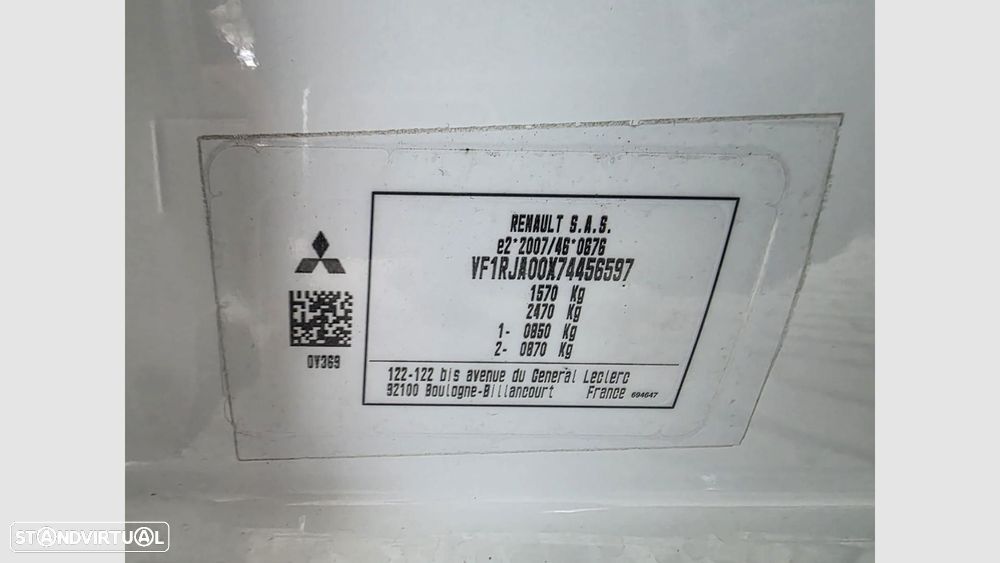 RENAULT S.A.S.
e2*2007/46*0676
VF1RJA00X74456597
1570 Kg
2470 Kg
1- 0850 Kg
2- 0870 Kg
0V369
122-122 bis avenue du General Leclerc
92100 Boulogne-Billancourt France 694647
STANDVIRTUAL